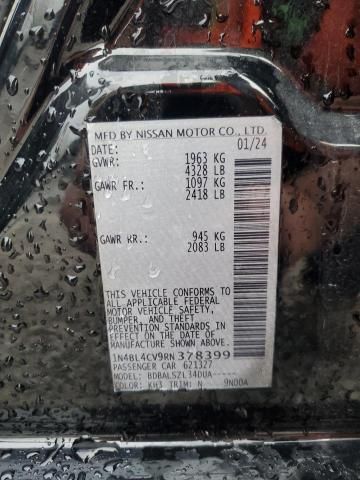 MFD BY NISSAN MOTOR CO., LTD.
DATE: 01/24
GVWR: 1963 KG
4328 LB
GAWR FR.: 1097 KG
2418 LB
GAWR RR.: 945 KG
2083 LB
THIS VEHICLE CONFORMS TO
ALL APPLICABLE FEDERAL
MOTOR VEHICLE SAFETY,
BUMPER, AND THEFT
PREVENTION STANDARDS IN
EFFECT ON THE DATE OF
MANUFACTURE SHOWN ABOVE.
1N4BL4CV9RN378399
PASSENGER CAR 621327
MODEL: BDBALSZL34DUA-----
COLOR: KH3 TRIM: N 9N00A